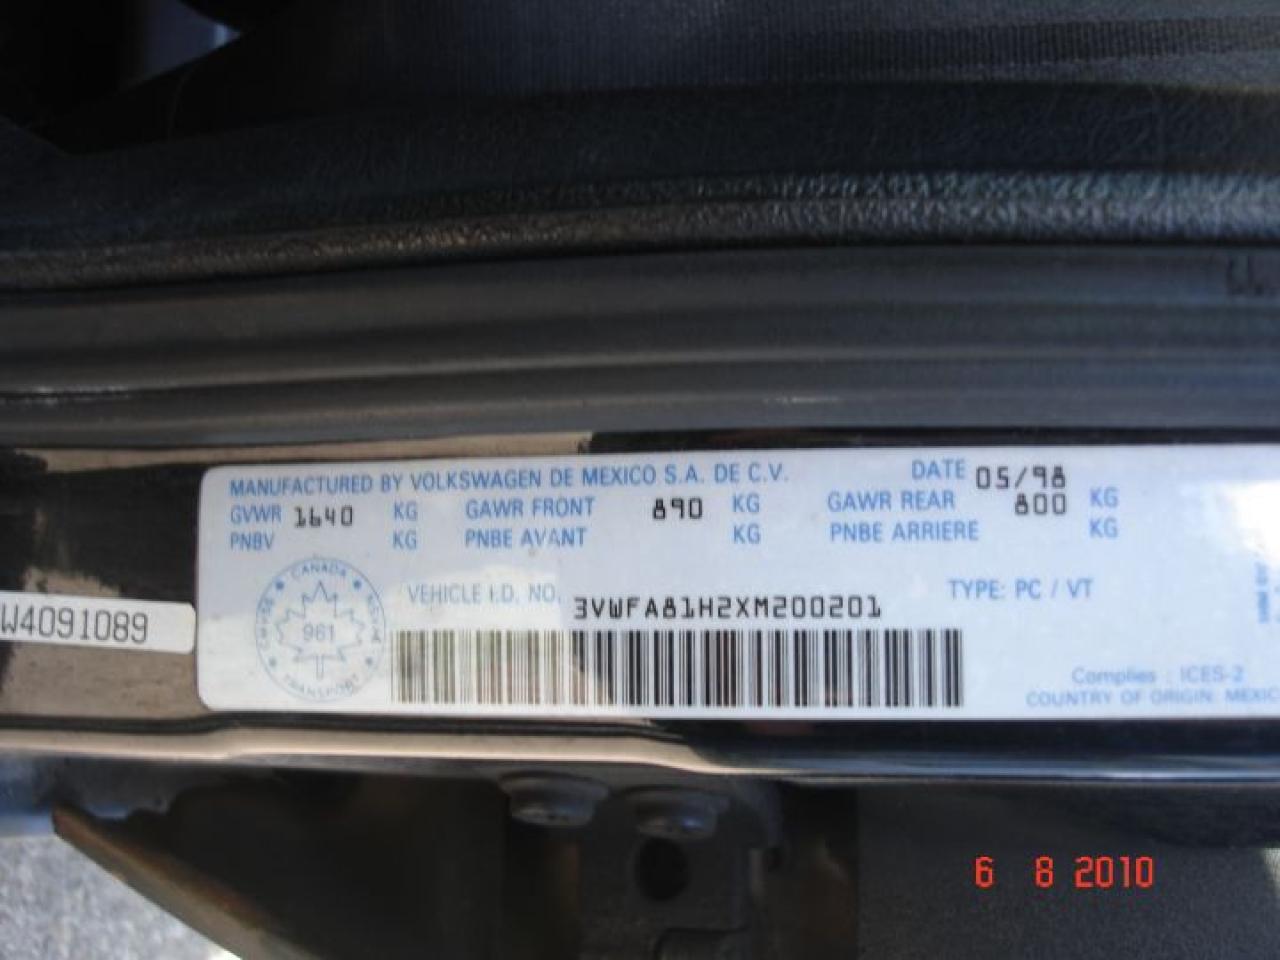 MANUFACTURED BY VOLKSWAGEN DE MEXICO S.A. DE C.V. DATE 05/98
GVWR 1640 KG GAWR FRONT 890 KG GAWR REAR 800 KG
PNBV KG PNBE AVANT KG PNBE ARRIERE KG
CANADA
961
TRANSPORT
VEHICLE I.D. NO. 3VWFA81H2XM200201 TYPE: PC / VT
W4091089
Complies : ICES-2
COUNTRY OF ORIGIN: MEXICO
6 8 2010